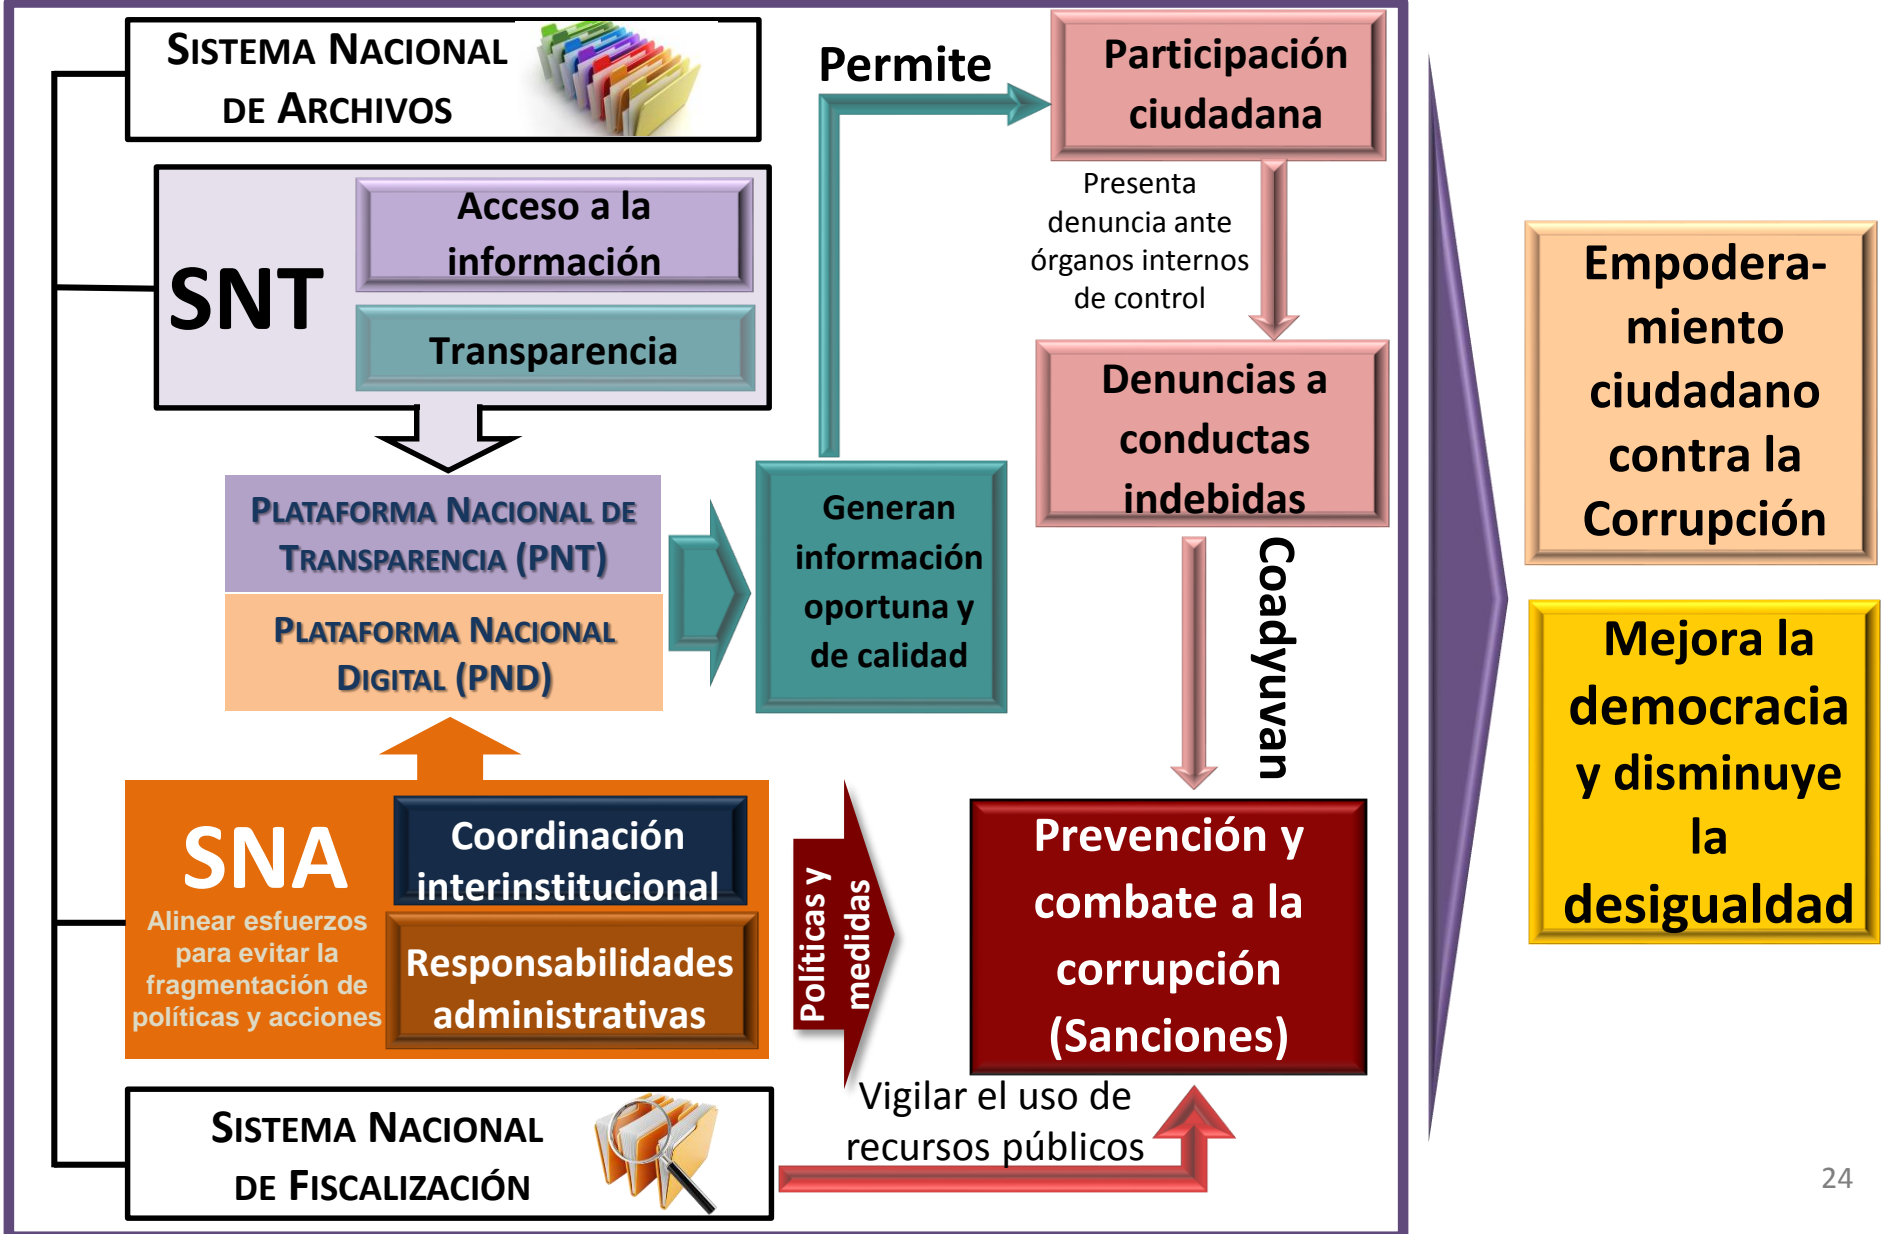 SISTEMA NACIONAL
DE ARCHIVOS
SNT
Acceso a la
información
Transparencia
PLATAFORMA NACIONAL DE
TRANSPARENCIA (PNT)
PLATAFORMA NACIONAL
DIGITAL (PND)
SNA
Alinear esfuerzos
para evitar la
fragmentación de
políticas y acciones
Coordinación
interinstitucional
Responsabilidades
administrativas
SISTEMA NACIONAL
DE FISCALIZACIÓN
Generan
información
oportuna y
de calidad
Permite
Participación
ciudadana
Presenta
denuncia ante
órganos internos
de control
Denuncias a
conductas
indebidas
Coadyuvan
Políticas y
medidas
Prevención y
combate a la
corrupción
(Sanciones)
Vigilar el uso de
recursos públicos
Empodera-
miento
ciudadano
contra la
Corrupción
Mejora la
democracia
y disminuye
la
desigualdad
24